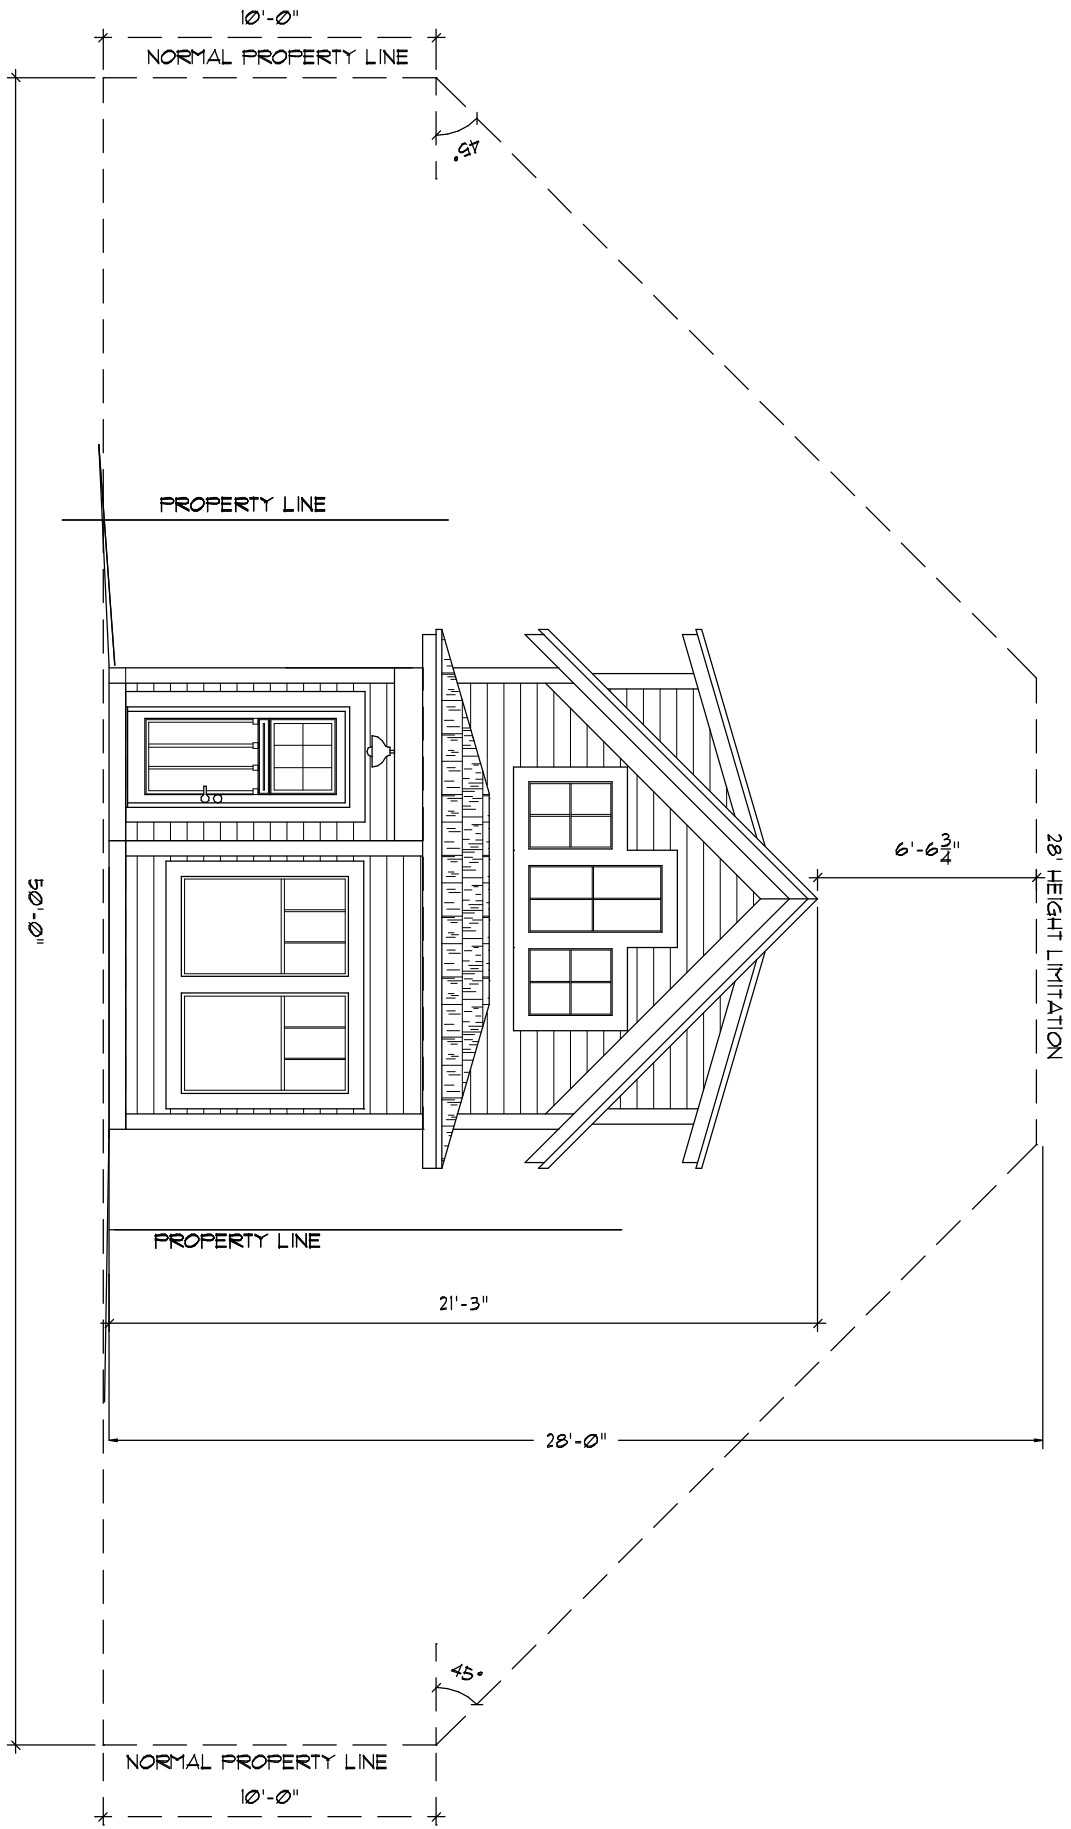 10'-0"
NORMAL PROPERTY LINE
45°
PROPERTY LINE
6'-6 3/4"
28' HEIGHT LIMITATION
50'-0"
PROPERTY LINE
21'-3"
28'-0"
45°
NORMAL PROPERTY LINE
10'-0"